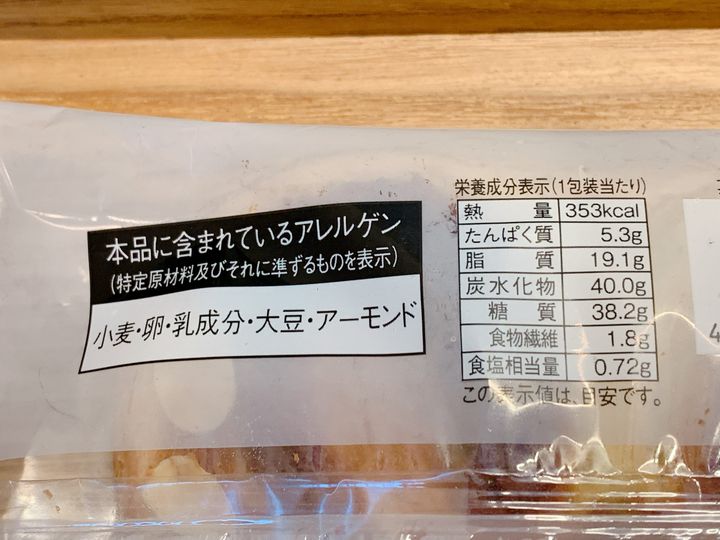 本品に含まれているアレルゲン
(特定原材料及びそれに準ずるものを表示)
小麦・卵・乳成分・大豆・アーモンド
栄養成分表示(1包装当たり)
熱量 353kcal
たんぱく質 5.3g
脂質 19.1g
炭水化物 40.0g
糖質 38.2g
食物繊維 1.8g
食塩相当量 0.72g
この表示値は、目安です。
4